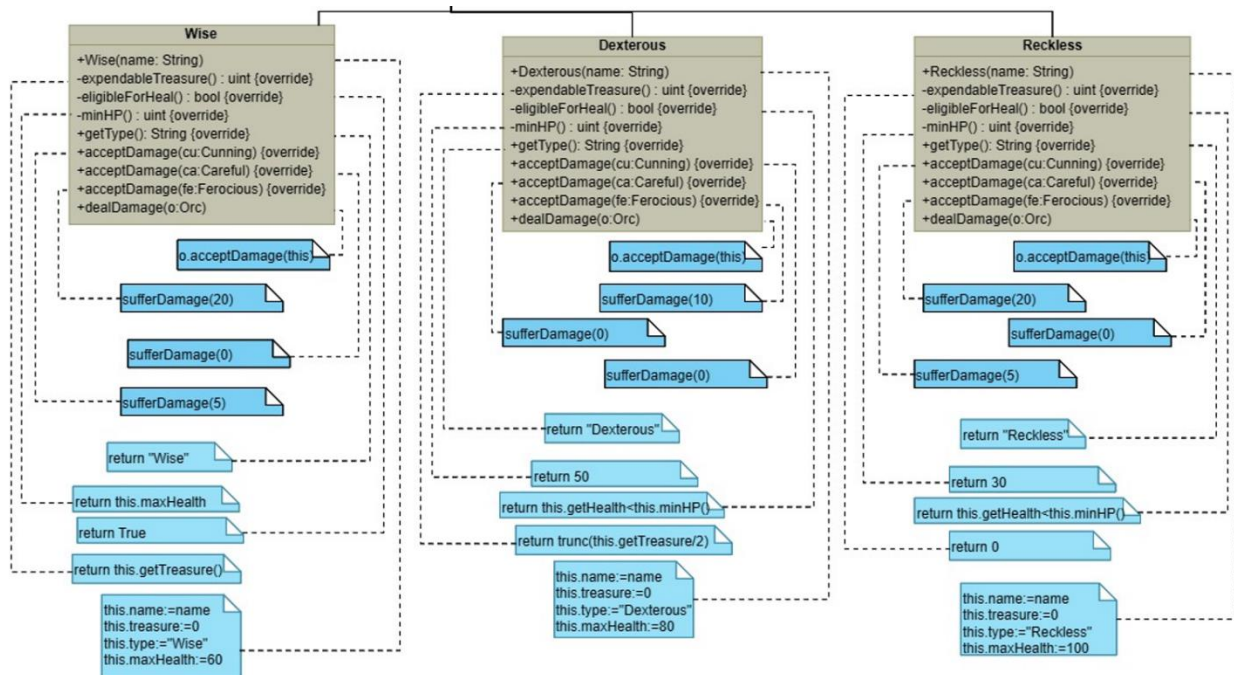 Wise
+Wise(name: String)
-expendableTreasure() : uint {override}
-eligibleForHeal() : bool {override}
-minHP() : uint {override}
+getType(): String {override}
+acceptDamage(cu:Cunning) {override}
+acceptDamage(ca:Careful) {override}
+acceptDamage(fe:Ferocious) {override}
+dealDamage(o:Orc)
o.acceptDamage(this)
sufferDamage(20)
sufferDamage(0)
sufferDamage(5)
return "Wise"
return this.maxHealth
return True
return this.getTreasure()
this.name:=name
this.treasure:=0
this.type:="Wise"
this.maxHealth:=60
Dexterous
+Dexterous(name: String)
-expendableTreasure() : uint {override}
-eligibleForHeal() : bool {override}
-minHP() : uint {override}
+getType(): String {override}
+acceptDamage(cu:Cunning) {override}
+acceptDamage(ca:Careful) {override}
+acceptDamage(fe:Ferocious) {override}
+dealDamage(o:Orc)
o.acceptDamage(this)
sufferDamage(10)
sufferDamage(0)
sufferDamage(0)
return "Dexterous"
return 50
return this.getHealth<this.minHP()
return trunc(this.getTreasure/2)
this.name:=name
this.treasure:=0
this.type:="Dexterous"
this.maxHealth:=80
Reckless
+Reckless(name: String)
-expendableTreasure() : uint {override}
-eligibleForHeal() : bool {override}
-minHP() : uint {override}
+getType(): String {override}
+acceptDamage(cu:Cunning) {override}
+acceptDamage(ca:Careful) {override}
+acceptDamage(fe:Ferocious) {override}
+dealDamage(o:Orc)
o.acceptDamage(this)
sufferDamage(20)
sufferDamage(0)
sufferDamage(5)
return "Reckless"
return 30
return this.getHealth<this.minHP()
return 0
this.name:=name
this.treasure:=0
this.type:="Reckless"
this.maxHealth:=100